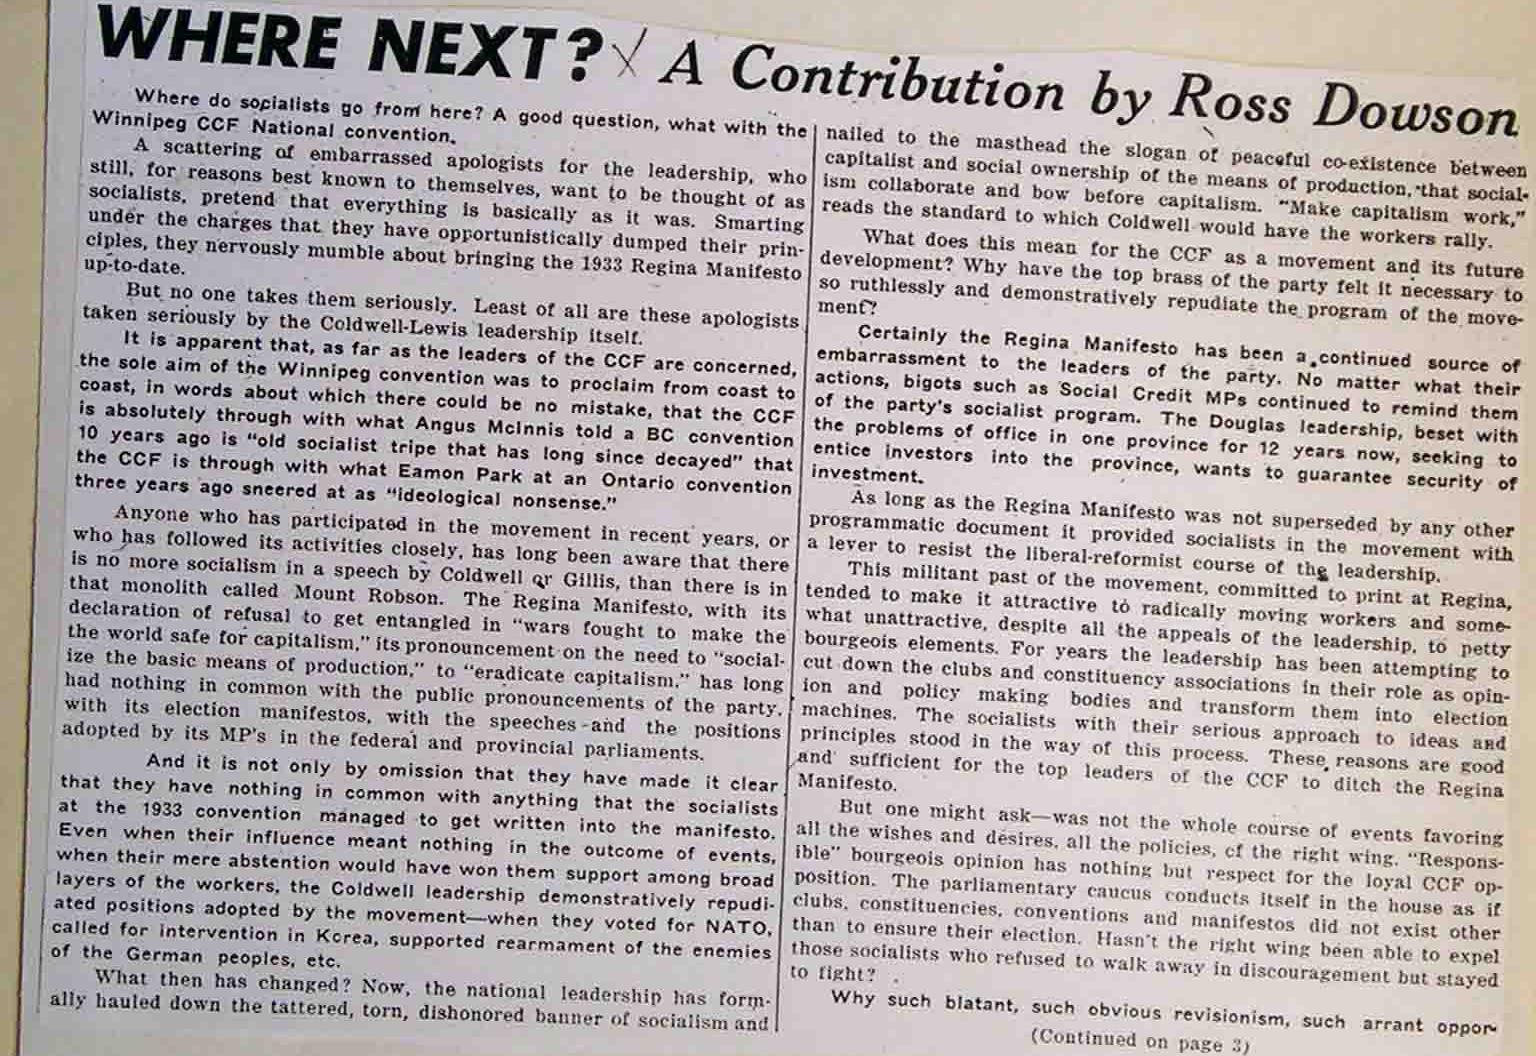 WHERE NEXT? A Contribution by Ross Dowson
Where do socialists go from here? A good question, what with the
Winnipeg CCF National convention.
A scattering of embarrassed apologists for the leadership, who
still, for reasons best known to themselves, want to be thought of as
socialists, pretend that everything is basically as it was. Smarting
under the charges that they have opportunistically dumped their prin-
ciples, they nervously mumble about bringing the 1933 Regina Manifesto
up-to-date.
But no one takes them seriously. Least of all are these apologists
taken seriously by the Coldwell-Lewis leadership itself.
It is apparent that, as far as the leaders of the CCF are concerned,
the sole aim of the Winnipeg convention was to proclaim from coast to
coast, in words about which there could be no mistake, that the CCF
is absolutely through with what Angus McInnis told a BC convention
10 years ago is "old socialist tripe that has long since decayed" that
the CCF is through with what Eamon Park at an Ontario convention
three years ago sneered at as "ideological nonsense."
Anyone who has participated in the movement in recent years, or
who has followed its activities closely, has long been aware that there
is no more socialism in a speech by Coldwell or Gillis, than there is in
that monolith called Mount Robson. The Regina Manifesto, with its
declaration of refusal to get entangled in "wars fought to make the
the world safe for capitalism," its pronouncement on the need to "social-
ize the basic means of production," to "eradicate capitalism," has long
had nothing in common with the public pronouncements of the party,
with its election manifestos, with the speeches and the positions
adopted by its MP's in the federal and provincial parliaments.
And it is not only by omission that they have made it clear
that they have nothing in common with anything that the socialists
at the 1933 convention managed to get written into the manifesto.
Even when their influence meant nothing in the outcome of events,
when their mere abstention would have won them support among broad
layers of the workers, the Coldwell leadership demonstratively repudi-
ated positions adopted by the movement—when they voted for NATO,
called for intervention in Korea, supported rearmament of the enemies
of the German peoples, etc.
What then has changed? Now, the national leadership has form-
ally hauled down the tattered, torn, dishonored banner of socialism and
nailed to the masthead the slogan of peaceful co-existence between
capitalist and social ownership of the means of production, that social-
ism collaborate and bow before capitalism. "Make capitalism work,"
reads the standard to which Coldwell would have the workers rally.
What does this mean for the CCF as a movement and its future
development? Why have the top brass of the party felt it necessary to
so ruthlessly and demonstratively repudiate the program of the move-
ment?
Certainly the Regina Manifesto has been a continued source of
embarrassment to the leaders of the party. No matter what their
actions, bigots such as Social Credit MPs continued to remind them
of the party's socialist program. The Douglas leadership, beset with
the problems of office in one province for 12 years now, seeking to
entice investors into the province, wants to guarantee security of
investment.
As long as the Regina Manifesto was not superseded by any other
programmatic document it provided socialists in the movement with
a lever to resist the liberal-reformist course of the leadership.
This militant past of the movement, committed to print at Regina,
tended to make it attractive to radically moving workers and some-
what unattractive, despite all the appeals of the leadership, to petty
bourgeois elements. For years the leadership has been attempting to
cut down the clubs and constituency associations in their role as opin-
ion and policy making bodies and transform them into election
machines. The socialists with their serious approach to ideas and
principles stood in the way of this process. These reasons are good
and sufficient for the top leaders of the CCF to ditch the Regina
Manifesto.
But one might ask—was not the whole course of events favoring
all the wishes and desires, all the policies, of the right wing. "Respons-
ible" bourgeois opinion has nothing but respect for the loyal CCF op-
position. The parliamentary caucus conducts itself in the house as if
clubs, constituencies, conventions and manifestos did not exist other
than to ensure their election. Hasn't the right wing been able to expel
those socialists who refused to walk away in discouragement but stayed
to fight?
Why such blatant, such obvious revisionism, such arrant oppor-
(Continued on page 3)